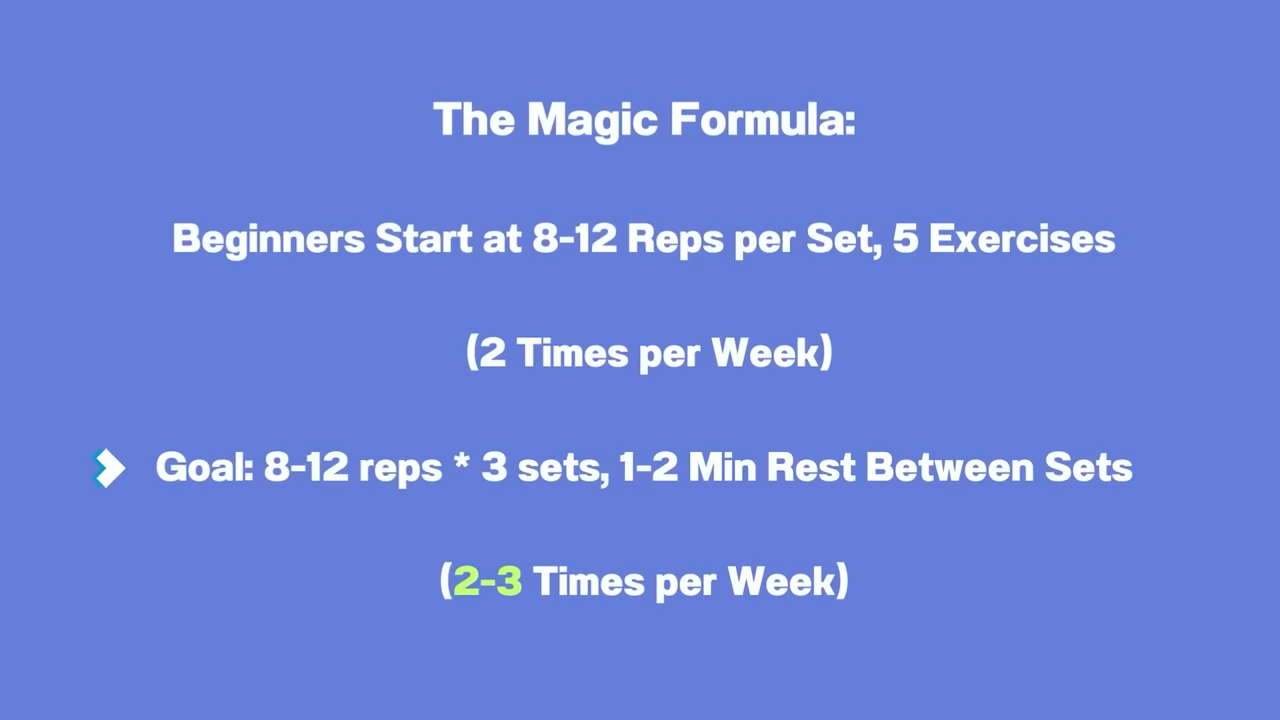 The Magic Formula:
Beginners Start at 8-12 Reps per Set, 5 Exercises
(2 Times per Week)
Goal: 8-12 reps * 3 sets, 1-2 Min Rest Between Sets
(2-3 Times per Week)